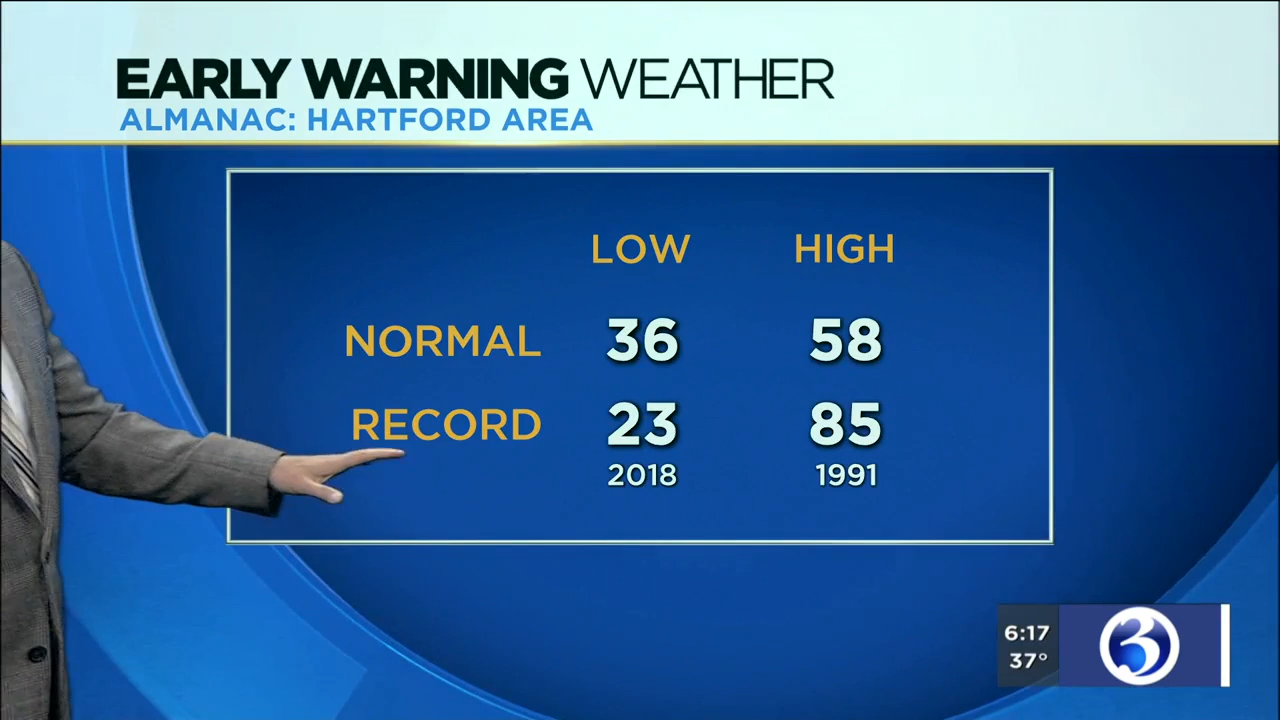 EARLY WARNING WEATHER
ALMANAC: HARTFORD AREA
LOW HIGH
NORMAL 36 58
RECORD 23 85
2018 1991
6:17
37°
3